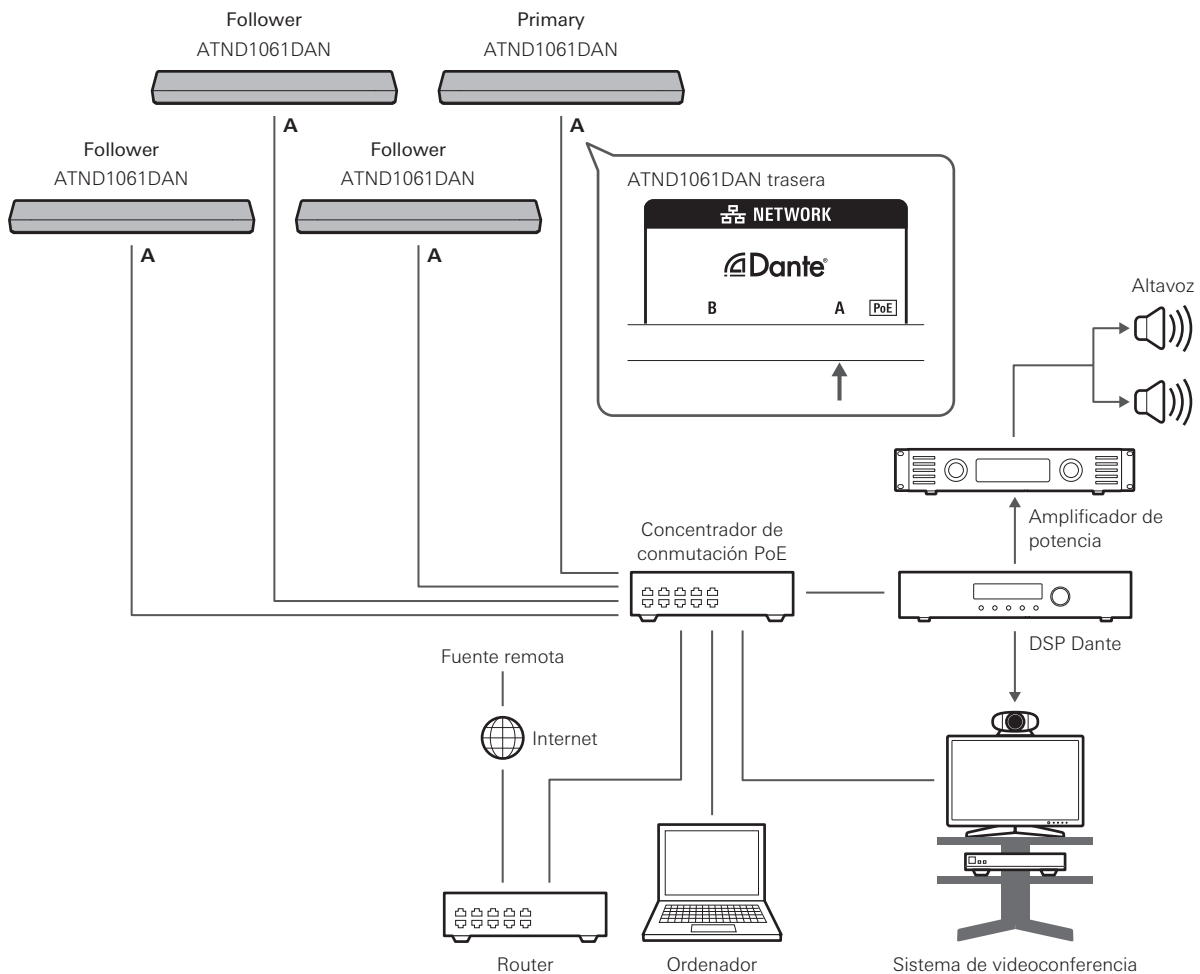 Follower
ATND1061DAN
Primary
ATND1061DAN
A
A
Follower
ATND1061DAN
Follower
ATND1061DAN
A
A
ATND1061DAN trasera
NETWORK
Dante®
B
A
PoE
Altavoz
Amplificador de
potencia
Concentrador de
conmutación PoE
DSP Dante
Fuente remota
Internet
Router
Ordenador
Sistema de videoconferencia